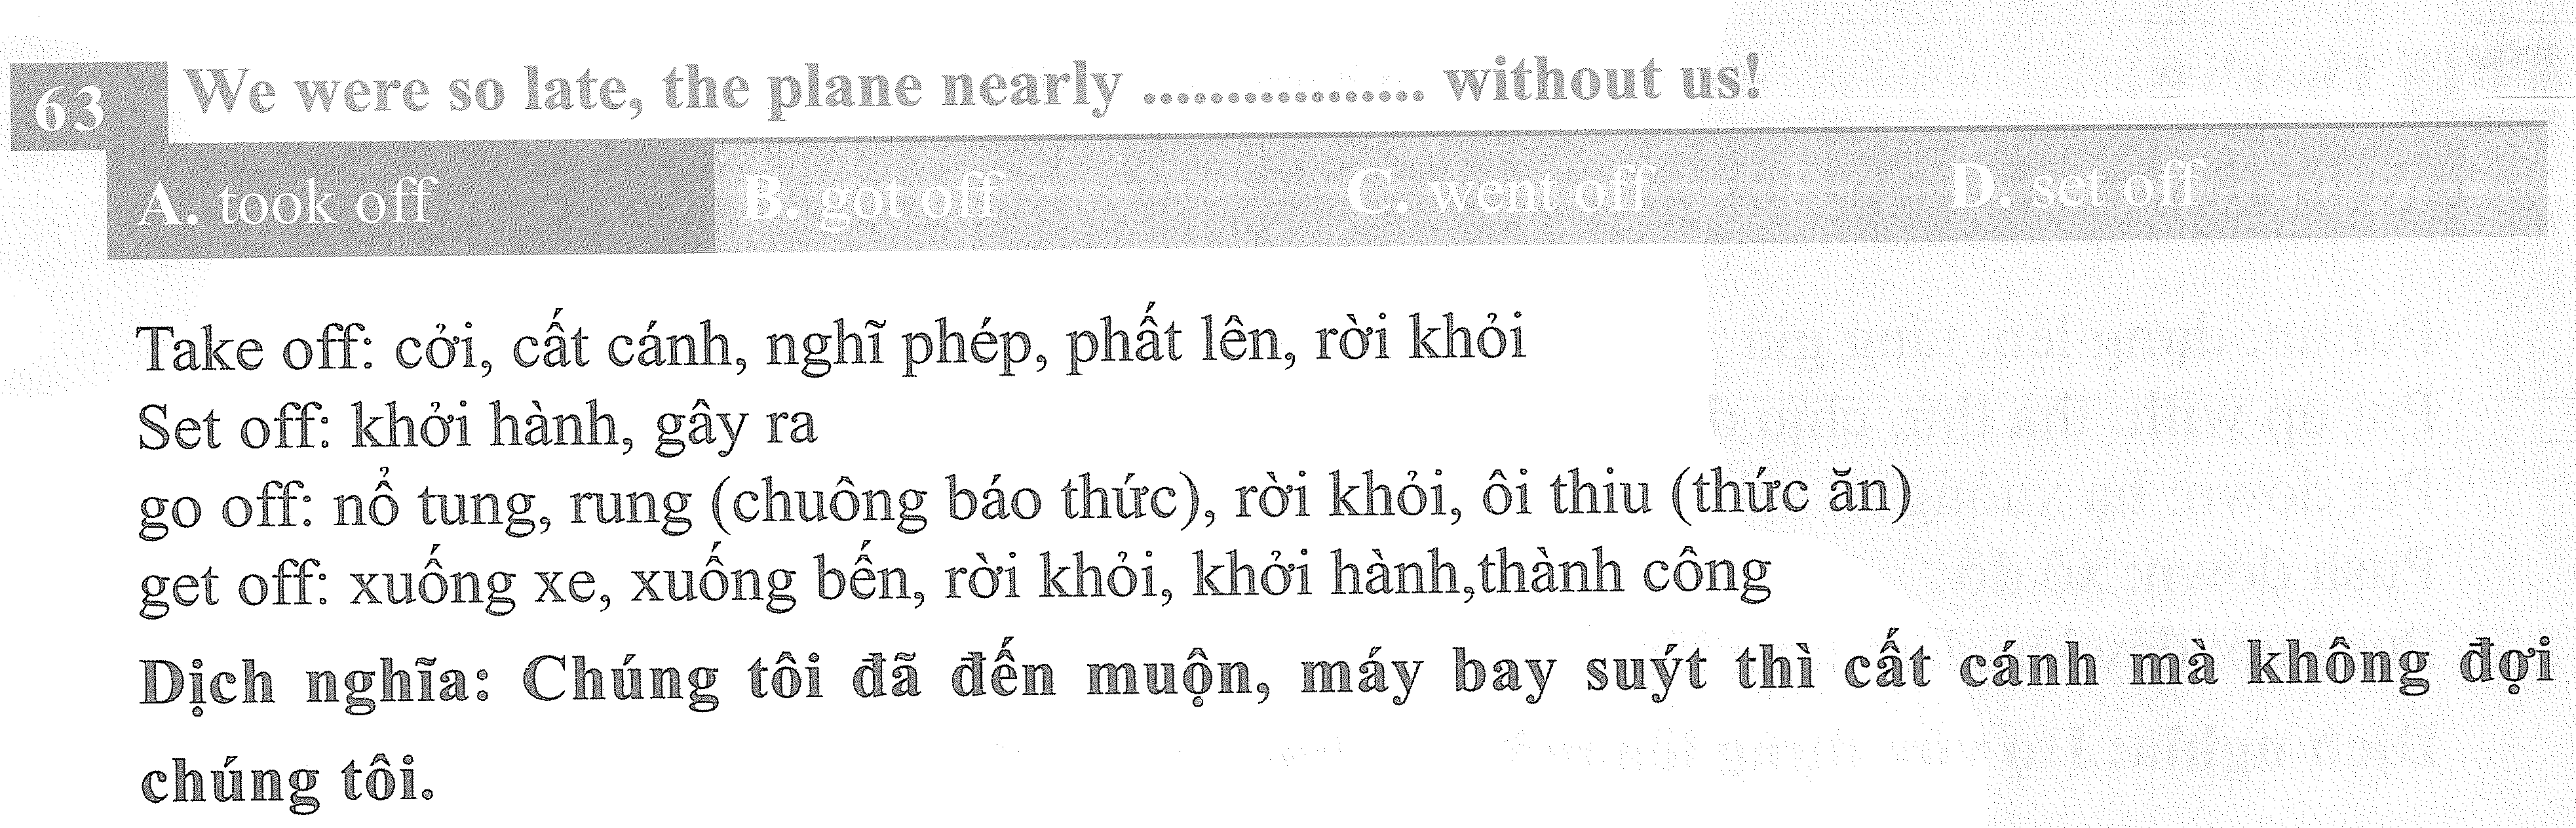 63 We were so late, the plane nearly ................. without us!
A. took off B. got off C. went off D. set off
Take off: cởi, cất cánh, nghĩ phép, phất lên, rời khỏi
Set off: khởi hành, gây ra
go off: nổ tung, rung (chuông báo thức), rời khỏi, ôi thiu (thức ăn)
get off: xuống xe, xuống bến, rời khỏi, khởi hành,thành công
Dịch nghĩa: Chúng tôi đã đến muộn, máy bay suýt thì cất cánh mà không đợi
chúng tôi.